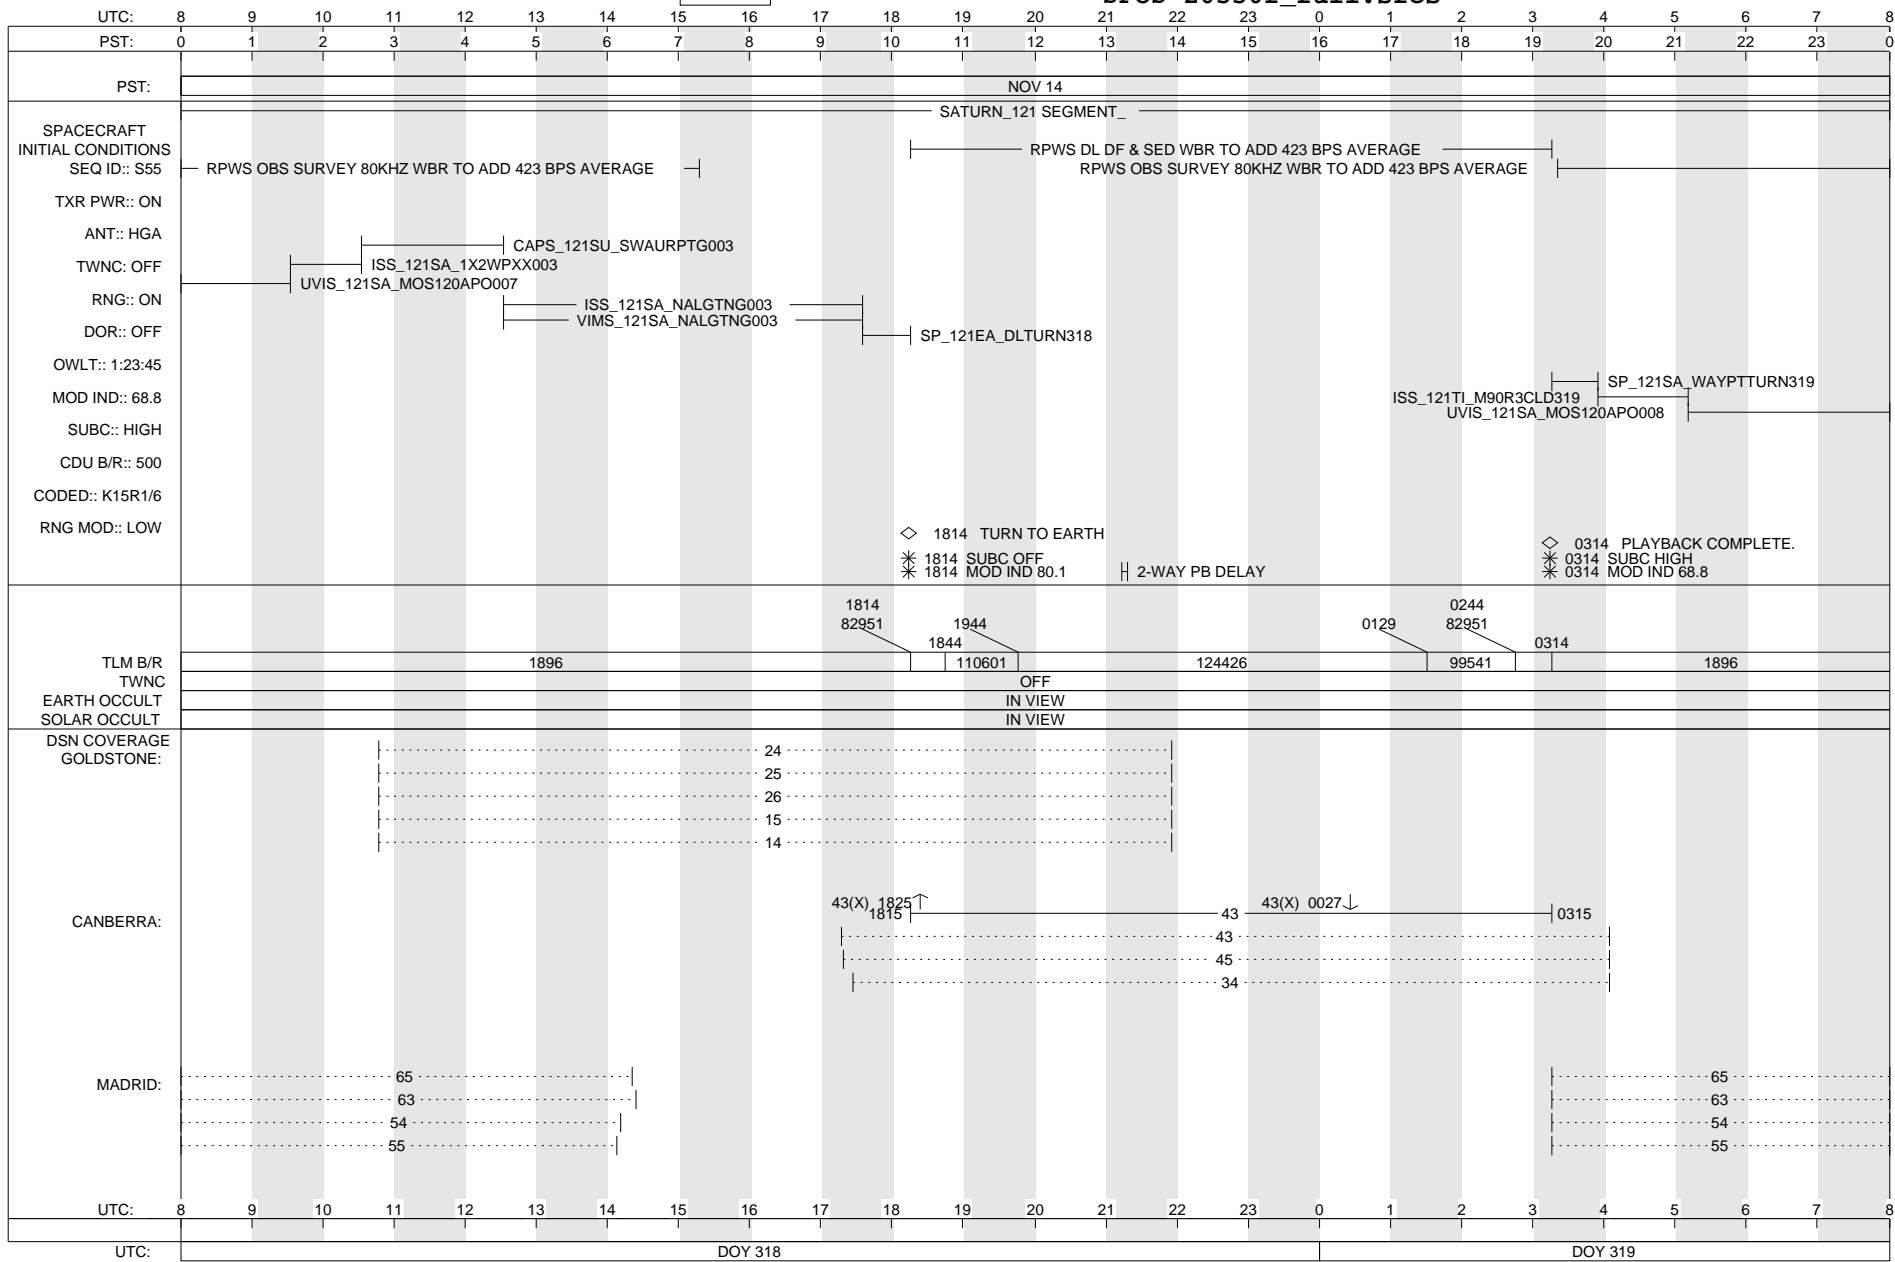 UTC: 8 9 10 11 12 13 14 15 16 17 18 19 20 21 22 23 0 1 2 3 4 5 6 7 8
PST: 0 1 2 3 4 5 6 7 8 9 10 11 12 13 14 15 16 17 18 19 20 21 22 23 0
PST: NOV 14
SATURN_121 SEGMENT_
SPACECRAFT
INITIAL CONDITIONS
RPWS DL DF & SED WBR TO ADD 423 BPS AVERAGE
SEQ ID:: S55
RPWS OBS SURVEY 80KHZ WBR TO ADD 423 BPS AVERAGE
RPWS OBS SURVEY 80KHZ WBR TO ADD 423 BPS AVERAGE
TXR PWR:: ON
ANT:: HGA
CAPS_121SU_SWAURPTG003
TWNC: OFF
ISS_121SA_1X2WPXX003
UVIS_121SA_MOS120APO007
RNG:: ON
ISS_121SA_NALGTNG003
VIMS_121SA_NALGTNG003
DOR:: OFF
SP_121EA_DLTURN318
OWLT:: 1:23:45
SP_121SA_WAYPTTURN319
MOD IND:: 68.8
ISS_121TI_M90R3CLD319
UVIS_121SA_MOS120APO008
SUBC:: HIGH
CDU B/R:: 500
CODED:: K15R1/6
RNG MOD:: LOW
1814 TURN TO EARTH
0314 PLAYBACK COMPLETE.
1814 SUBC OFF
0314 SUBC HIGH
1814 MOD IND 80.1
2-WAY PB DELAY
0314 MOD IND 68.8
1814 0244
82951 1944 0129 82951
1844 0314
TLM B/R 1896 110601 124426 99541 1896
TWNC OFF
EARTH OCCULT IN VIEW
SOLAR OCCULT IN VIEW
DSN COVERAGE
GOLDSTONE:
24
25
26
15
14
CANBERRA:
43(X) 1825 43(X) 0027
1815 43 0315
43
45
34
MADRID:
65 65
63 63
54 54
55 55
UTC: 8 9 10 11 12 13 14 15 16 17 18 19 20 21 22 23 0 1 2 3 4 5 6 7 8
UTC: DOY 318 DOY 319